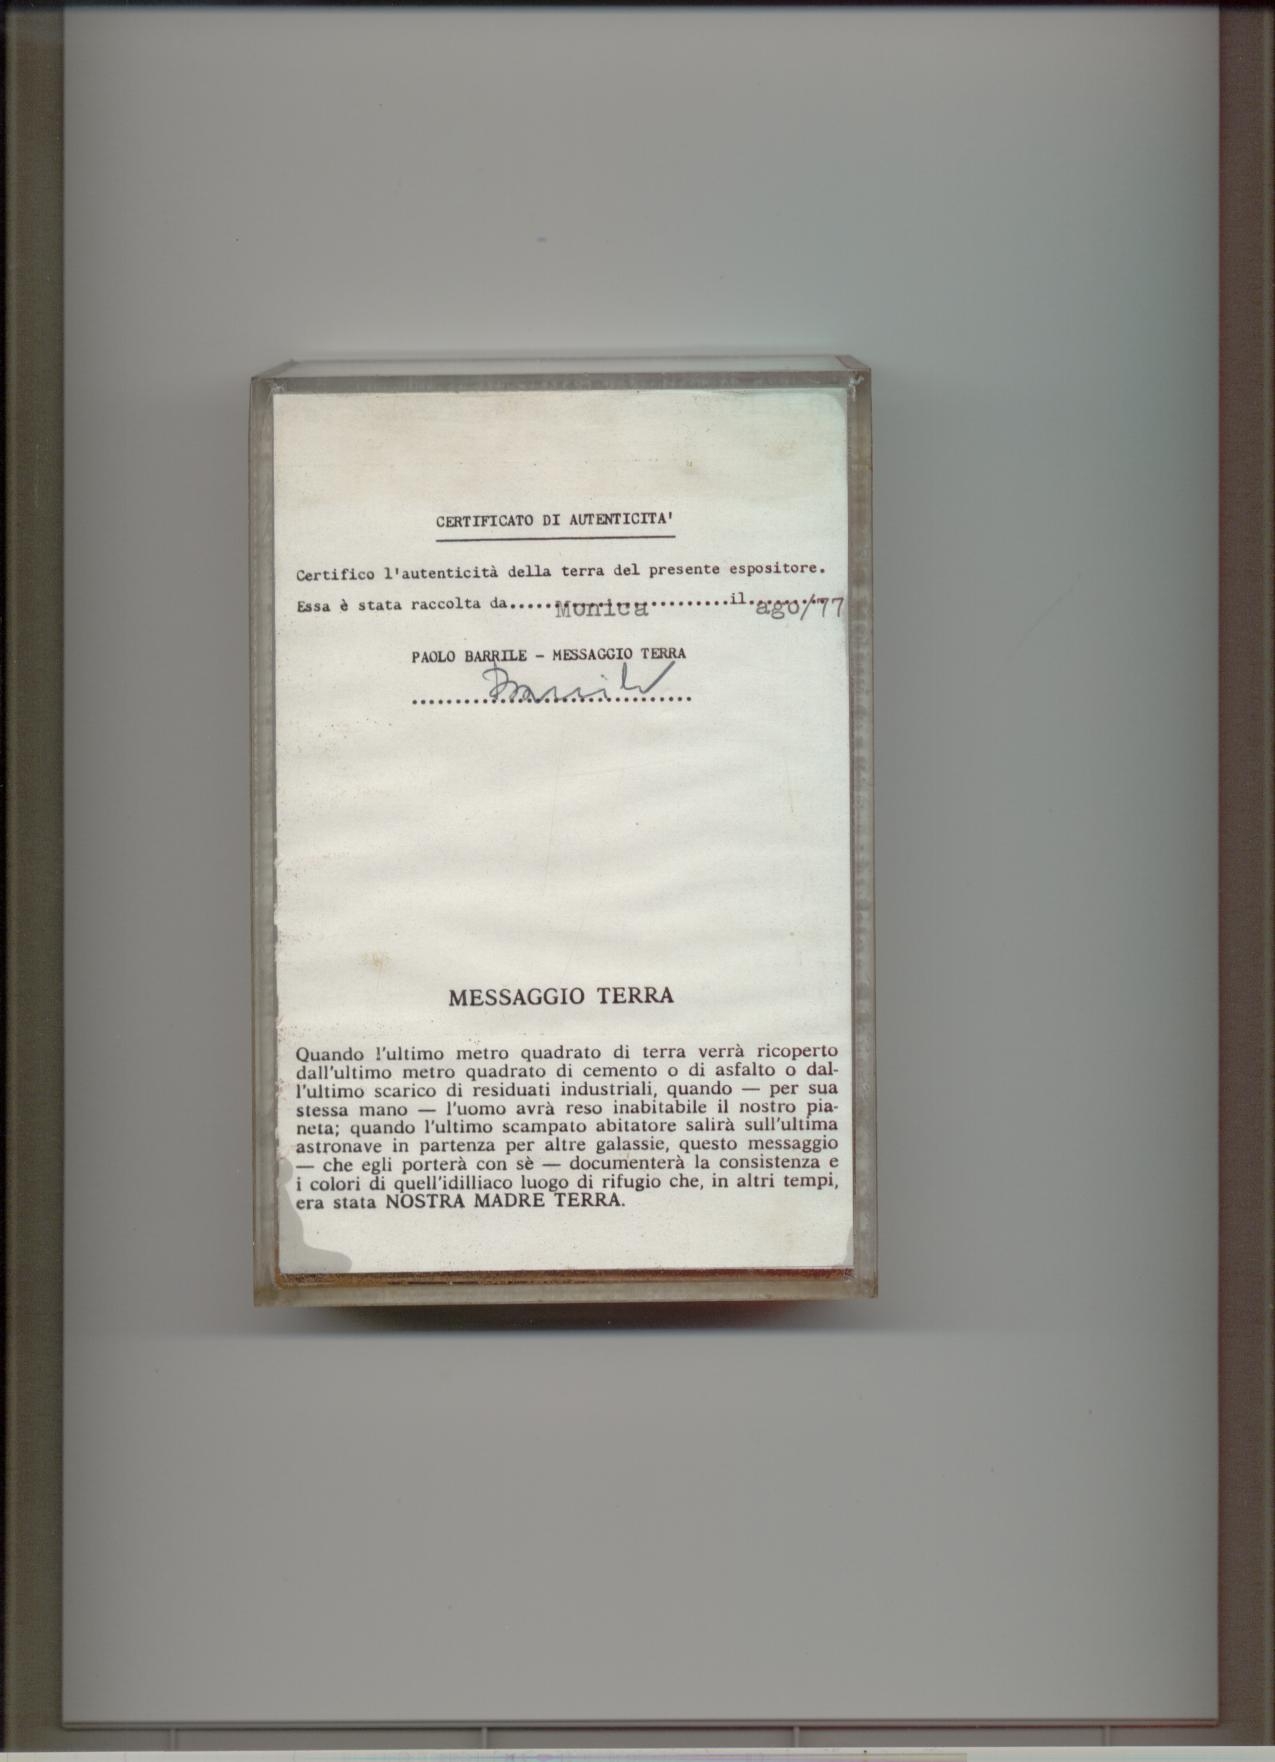 CERTIFICATO DI AUTENTICITA'
Certifico l'autenticità della terra del presente espositore.
Essa è stata raccolta da.....Monica.....il.....ago/77
PAOLO BARRILE - MESSAGGIO TERRA
Barrile
MESSAGGIO TERRA
Quando l'ultimo metro quadrato di terra verrà ricoperto
dall'ultimo metro quadrato di cemento o di asfalto o dal-
l'ultimo scarico di residuati industriali, quando — per sua
stessa mano — l'uomo avrà reso inabitabile il nostro pia-
neta; quando l'ultimo scampato abitatore salirà sull'ultima
astronave in partenza per altre galassie, questo messaggio
— che egli porterà con sè — documenterà la consistenza e
i colori di quell'idilliaco luogo di rifugio che, in altri tempi,
era stata NOSTRA MADRE TERRA.